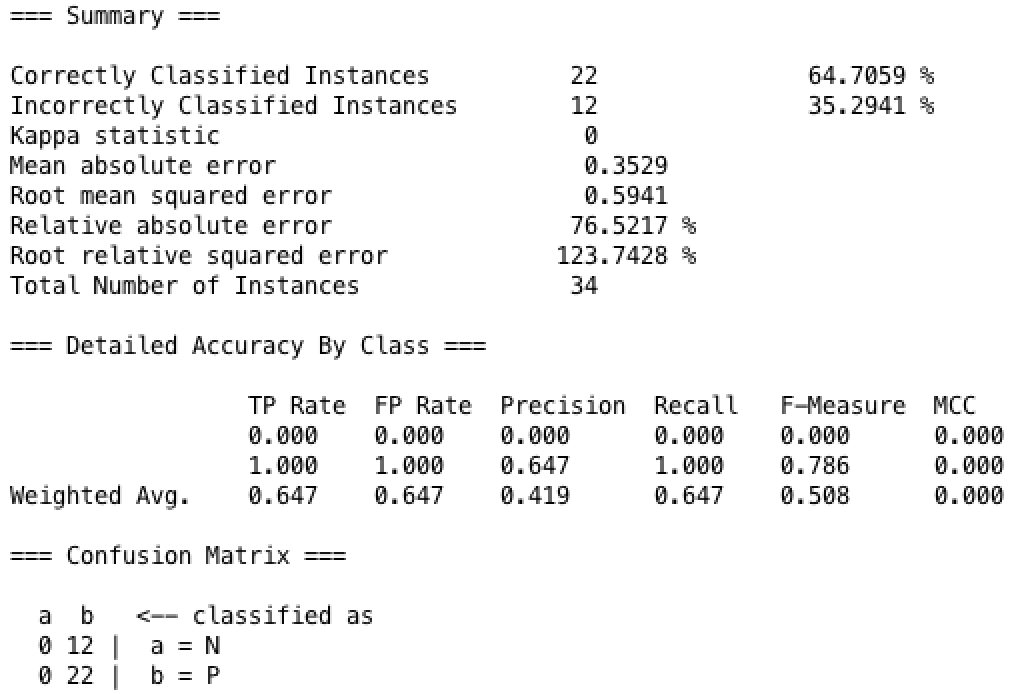 === Summary ===
Correctly Classified Instances 22 64.7059 %
Incorrectly Classified Instances 12 35.2941 %
Kappa statistic 0
Mean absolute error 0.3529
Root mean squared error 0.5941
Relative absolute error 76.5217 %
Root relative squared error 123.7428 %
Total Number of Instances 34
=== Detailed Accuracy By Class ===
TP Rate FP Rate Precision Recall F-Measure MCC
0.000 0.000 0.000 0.000 0.000 0.000
1.000 1.000 0.647 1.000 0.786 0.000
Weighted Avg. 0.647 0.647 0.419 0.647 0.508 0.000
=== Confusion Matrix ===
a b <-- classified as
0 12 | a = N
0 22 | b = P